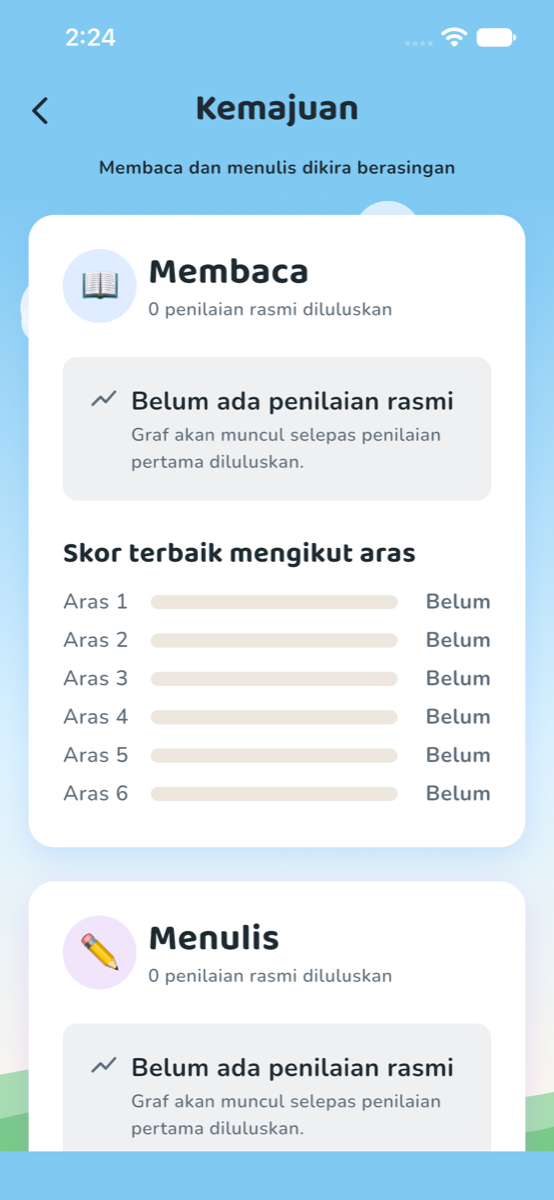 2:24
Kemajuan
Membaca dan menulis dikira berasingan
Membaca
0 penilaian rasmi diluluskan
Belum ada penilaian rasmi
Graf akan muncul selepas penilaian
pertama diluluskan.
Skor terbaik mengikut aras
Aras 1 Belum
Aras 2 Belum
Aras 3 Belum
Aras 4 Belum
Aras 5 Belum
Aras 6 Belum
Menulis
0 penilaian rasmi diluluskan
Belum ada penilaian rasmi
Graf akan muncul selepas penilaian
pertama diluluskan.